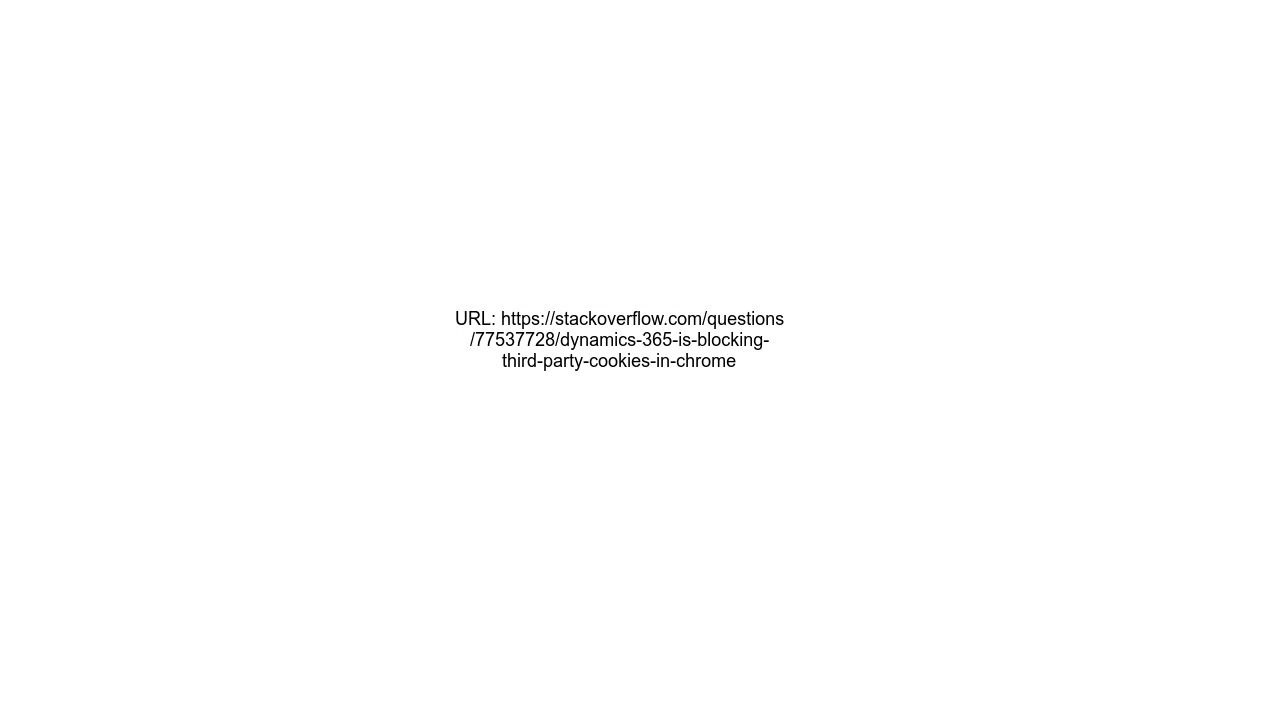 URL: https://stackoverflow.com/questions
/77537728/dynamics-365-is-blocking-
third-party-cookies-in-chrome